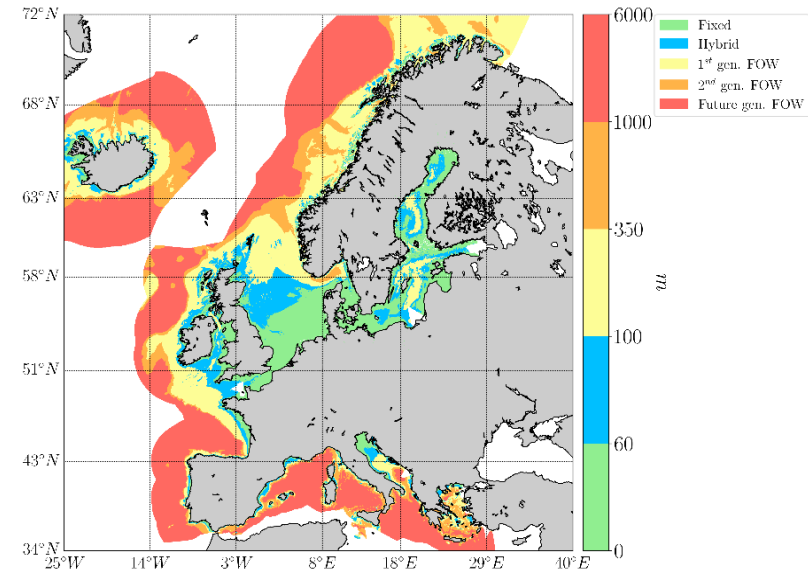 72°N
68°N
63°N
58°N
51°N
43°N
31°N
25°W
14°W
3°W
8°E
18°E
29°E
40°E
6000
1000
350
100
60
0
m
Fixed
Hybrid
1st gen. FOW
2nd gen. FOW
Future gen. FOW